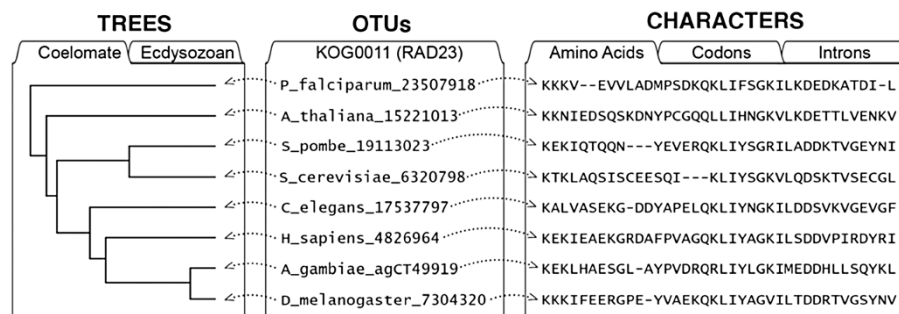 TREES OTUs CHARACTERS
Coelomate Ecdysozoan KOG0011 (RAD23) Amino Acids Codons Introns
P_falciparum_23507918 KKKV--EVVLADMPSDKQKLIFSGKILKDEDKATDI-L
A_thaliana_15221013 KKNIEDSQSKDNYPCGQQLLIHNGKVLKDETTLVENKV
S_pombe_19113023 KEKIQTQQN---YEVERQKLIYSGRILADDKTVGEYNI
S_cerevisiae_6320798 KTKLAQSISCEESQI---KLIYSGKVLQDSKTVSECGL
C_elegans_17537797 KALVASEKG-DDYAPELQKLIYNGKILDDSVKVGEVGF
H_sapiens_4826964 KEKIEAEKGRDAFPVAGQKLIYAGKILSDDVPIRDYRI
A_gambiae_agCT49919 KEKLHAESGL-AYPVDRQRLIYLGKIMEDDHLLSQYKL
D_melanogaster_7304320 KKKIFEERGPE-YVAEKQKLIYAGVILTDDRTVGSYNV